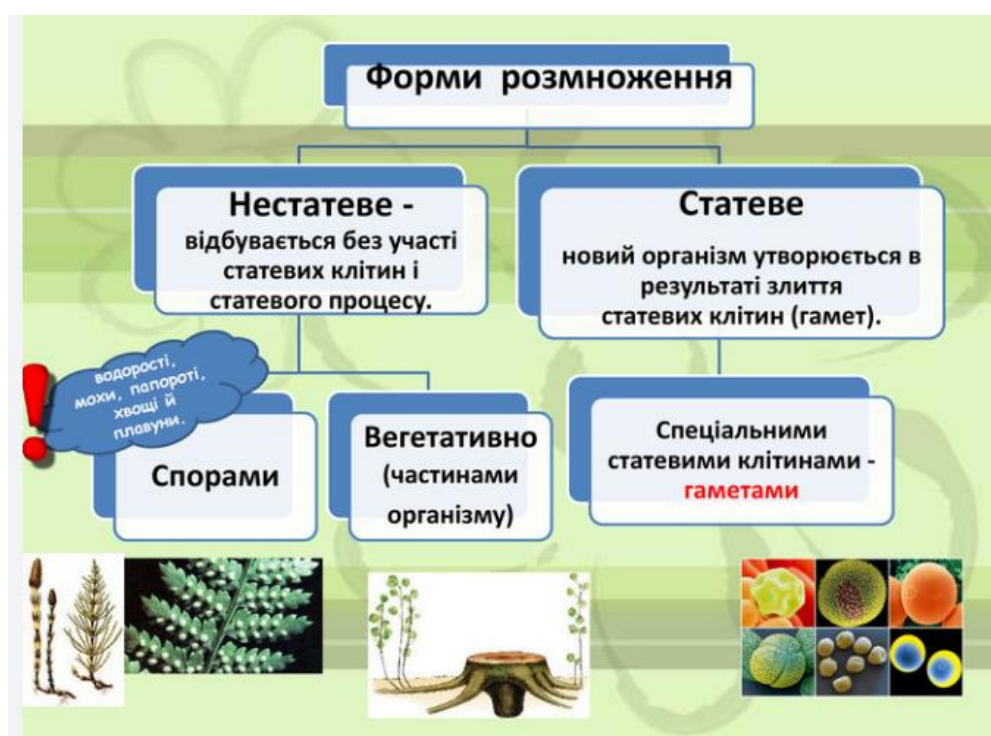 Форми розмноження
Нестатеве -
відбувається без участі
статевих клітин і
статевого процесу.
Статеве
новий організм утворюється в
результаті злиття
статевих клітин (гамет).
водорості,
мохи, папороті,
хвощі й
плавуни.
Спорами
Вегетативно
(частинами
організму)
Спеціальними
статевими клітинами -
гаметами